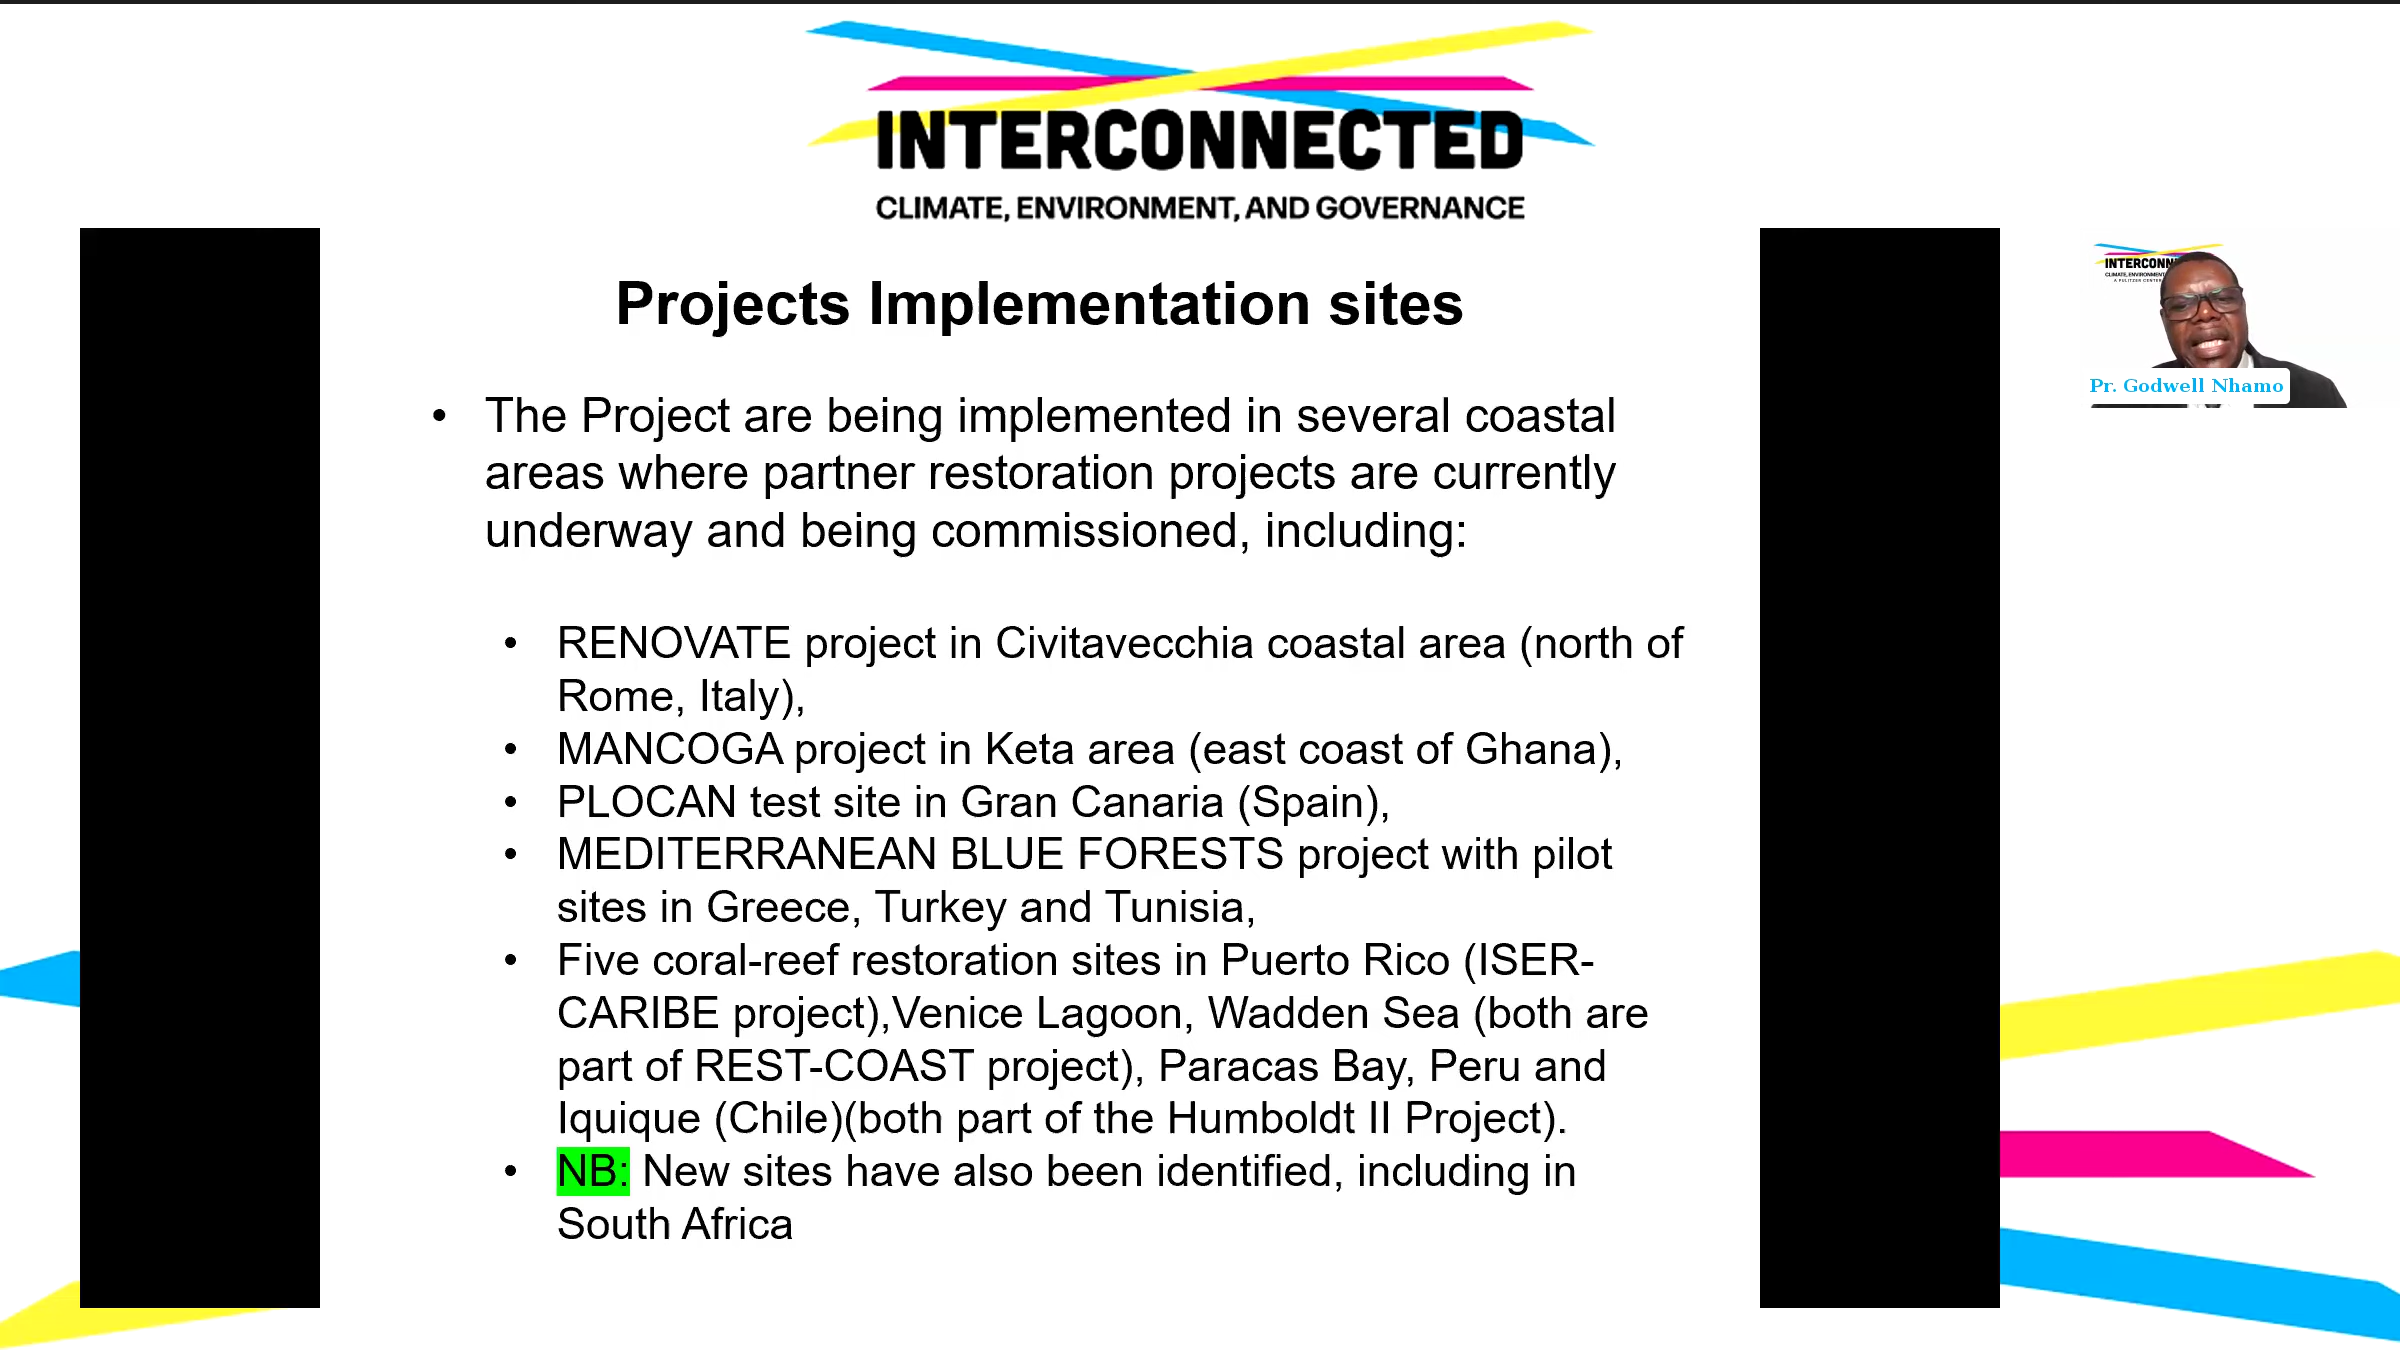 INTERCONNECTED
CLIMATE, ENVIRONMENT, AND GOVERNANCE
Projects Implementation sites
• The Project are being implemented in several coastal
areas where partner restoration projects are currently
underway and being commissioned, including:
• RENOVATE project in Civitavecchia coastal area (north of
Rome, Italy),
• MANCOGA project in Keta area (east coast of Ghana),
• PLOCAN test site in Gran Canaria (Spain),
• MEDITERRANEAN BLUE FORESTS project with pilot
sites in Greece, Turkey and Tunisia,
• Five coral-reef restoration sites in Puerto Rico (ISER-
CARIBE project),Venice Lagoon, Wadden Sea (both are
part of REST-COAST project), Paracas Bay, Peru and
Iquique (Chile)(both part of the Humboldt II Project).
• NB: New sites have also been identified, including in
South Africa
INTERCONN
CLIMATE, ENVIRONMENT
A PULITZER CENTER
Pr. Godwell Nhamo